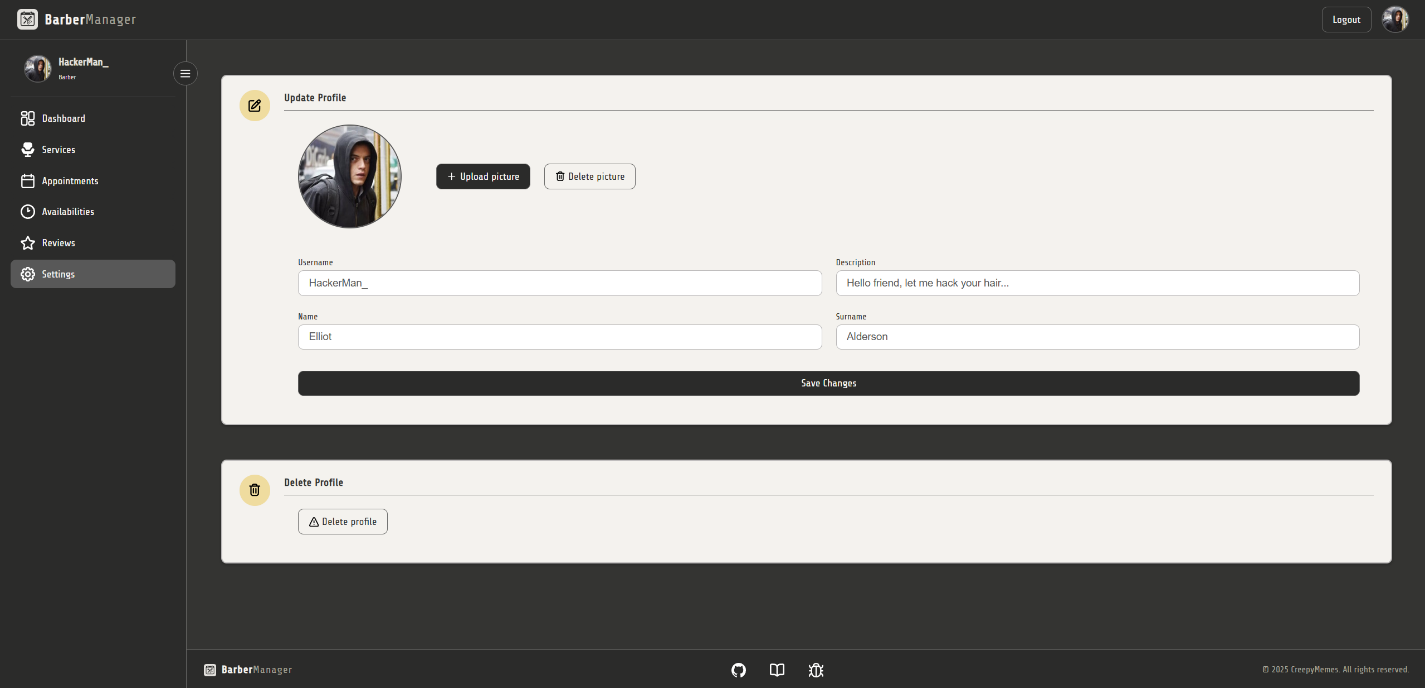 BarberManager
Logout
HackerMan_
Barber
Dashboard
Services
Appointments
Availabilities
Reviews
Settings
Update Profile
Upload picture
Delete picture
Username
Description
HackerMan_
Hello friend, let me hack your hair...
Name
Surname
Elliot
Alderson
Save Changes
Delete Profile
Delete profile
BarberManager
© 2025 CreepyMemes. All rights reserved.